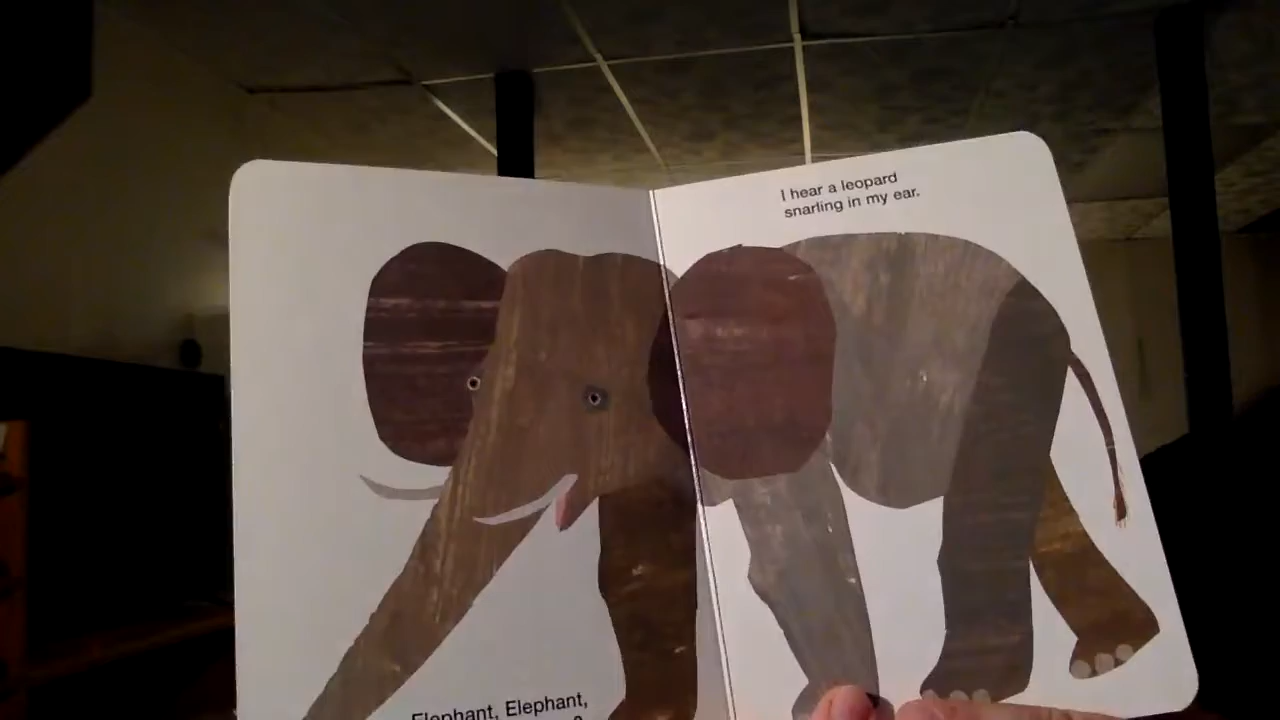 Elephant, Elephant,
?
I hear a leopard
snarling in my ear.